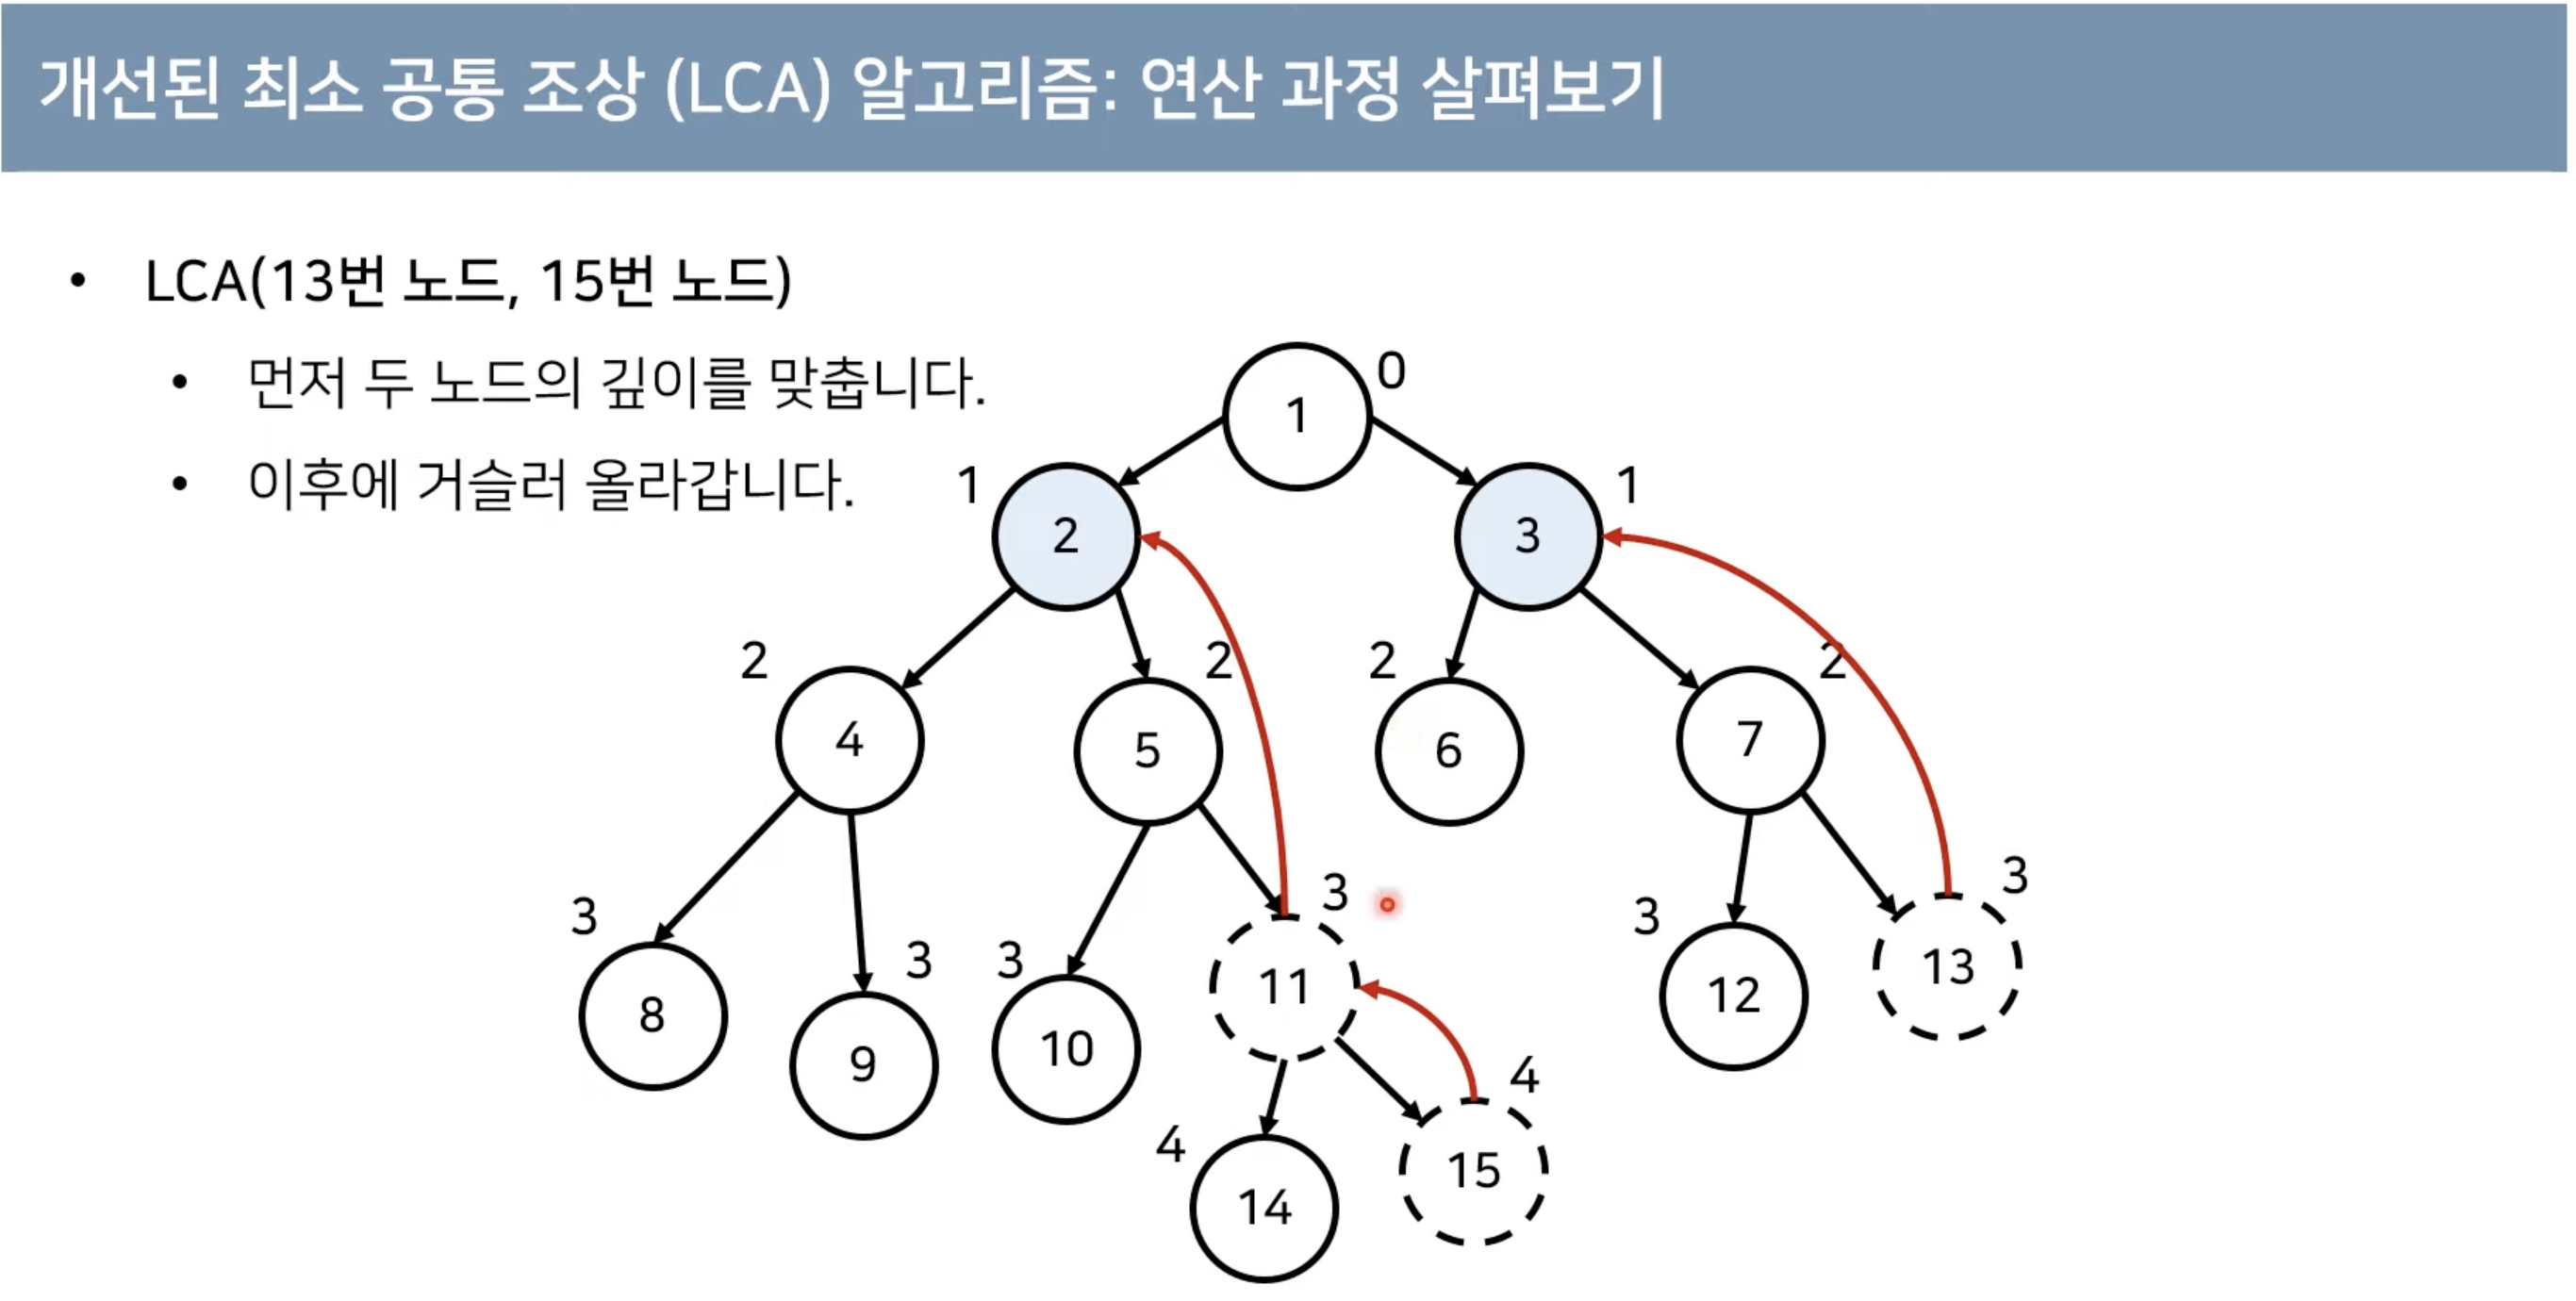 개선된 최소 공통 조상 (LCA) 알고리즘: 연산 과정 살펴보기
• LCA(13번 노드, 15번 노드)
• 먼저 두 노드의 깊이를 맞춥니다.
• 이후에 거슬러 올라갑니다.
1 0
1 2 3 1
2 4 5 2 2 6 7 2
3 8 9 3 3 10 11 3 3 12 13 3
4 14 15 4